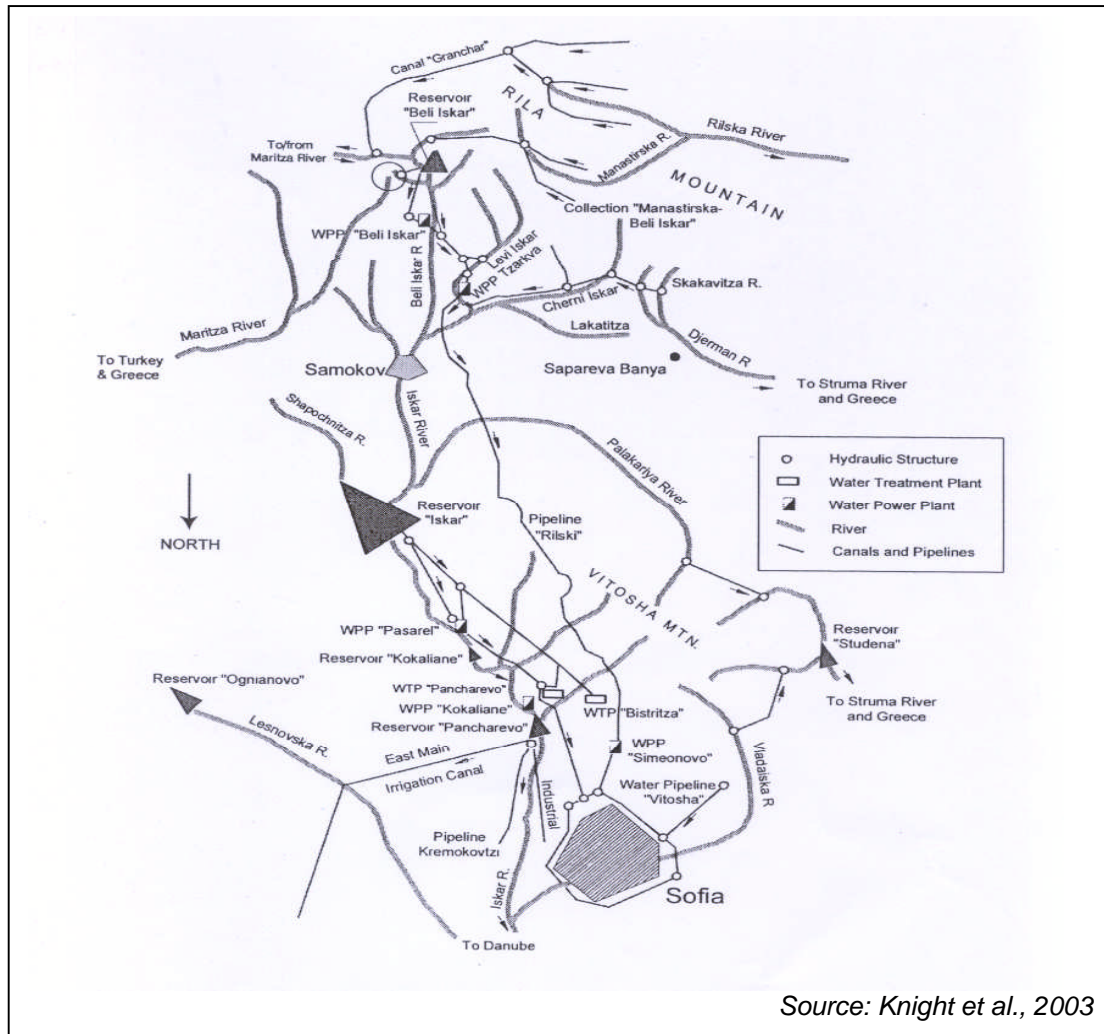 Canal "Granchar"
Reservoir
"Beli Iskar"
RILA
Rilska River
To/from
Maritza River
Manastirska R.
MOUNTAIN
Collection "Manastirska-
Beli Iskar"
WPP "Beli Iskar"
Beli Iskar R
Levi Iskar
WPP Tzarkva
Cherni Iskar
Skakavitza R.
Maritza River
Lakatitza
Djerman R
To Turkey
& Greece
Samokov
Sapareva Banya
To Struma River
and Greece
Shapochnitza R.
Iskar River
Palakariya River
Hydraulic Structure
Water Treatment Plant
Water Power Plant
River
Canals and Pipelines
NORTH
Reservoir
"Iskar"
Pipeline
"Rilski"
VITOSHA MTN.
WPP "Pasarel"
Reservoir "Kokaliane"
Reservoir
"Studena"
Reservoir "Ognianovo"
WTP "Pancharevo"
WPP "Kokaliane"
Reservoir "Pancharevo"
WTP "Bistritza"
To Struma River
and Greece
Lesnovska R.
East Main
Irrigation Canal
WPP
"Simeonovo"
Vladaiska R
Industrial
Water Pipeline
"Vitosha"
Pipeline
Kremokovtzi
Iskar R.
Sofia
To Danube
Source: Knight et al., 2003